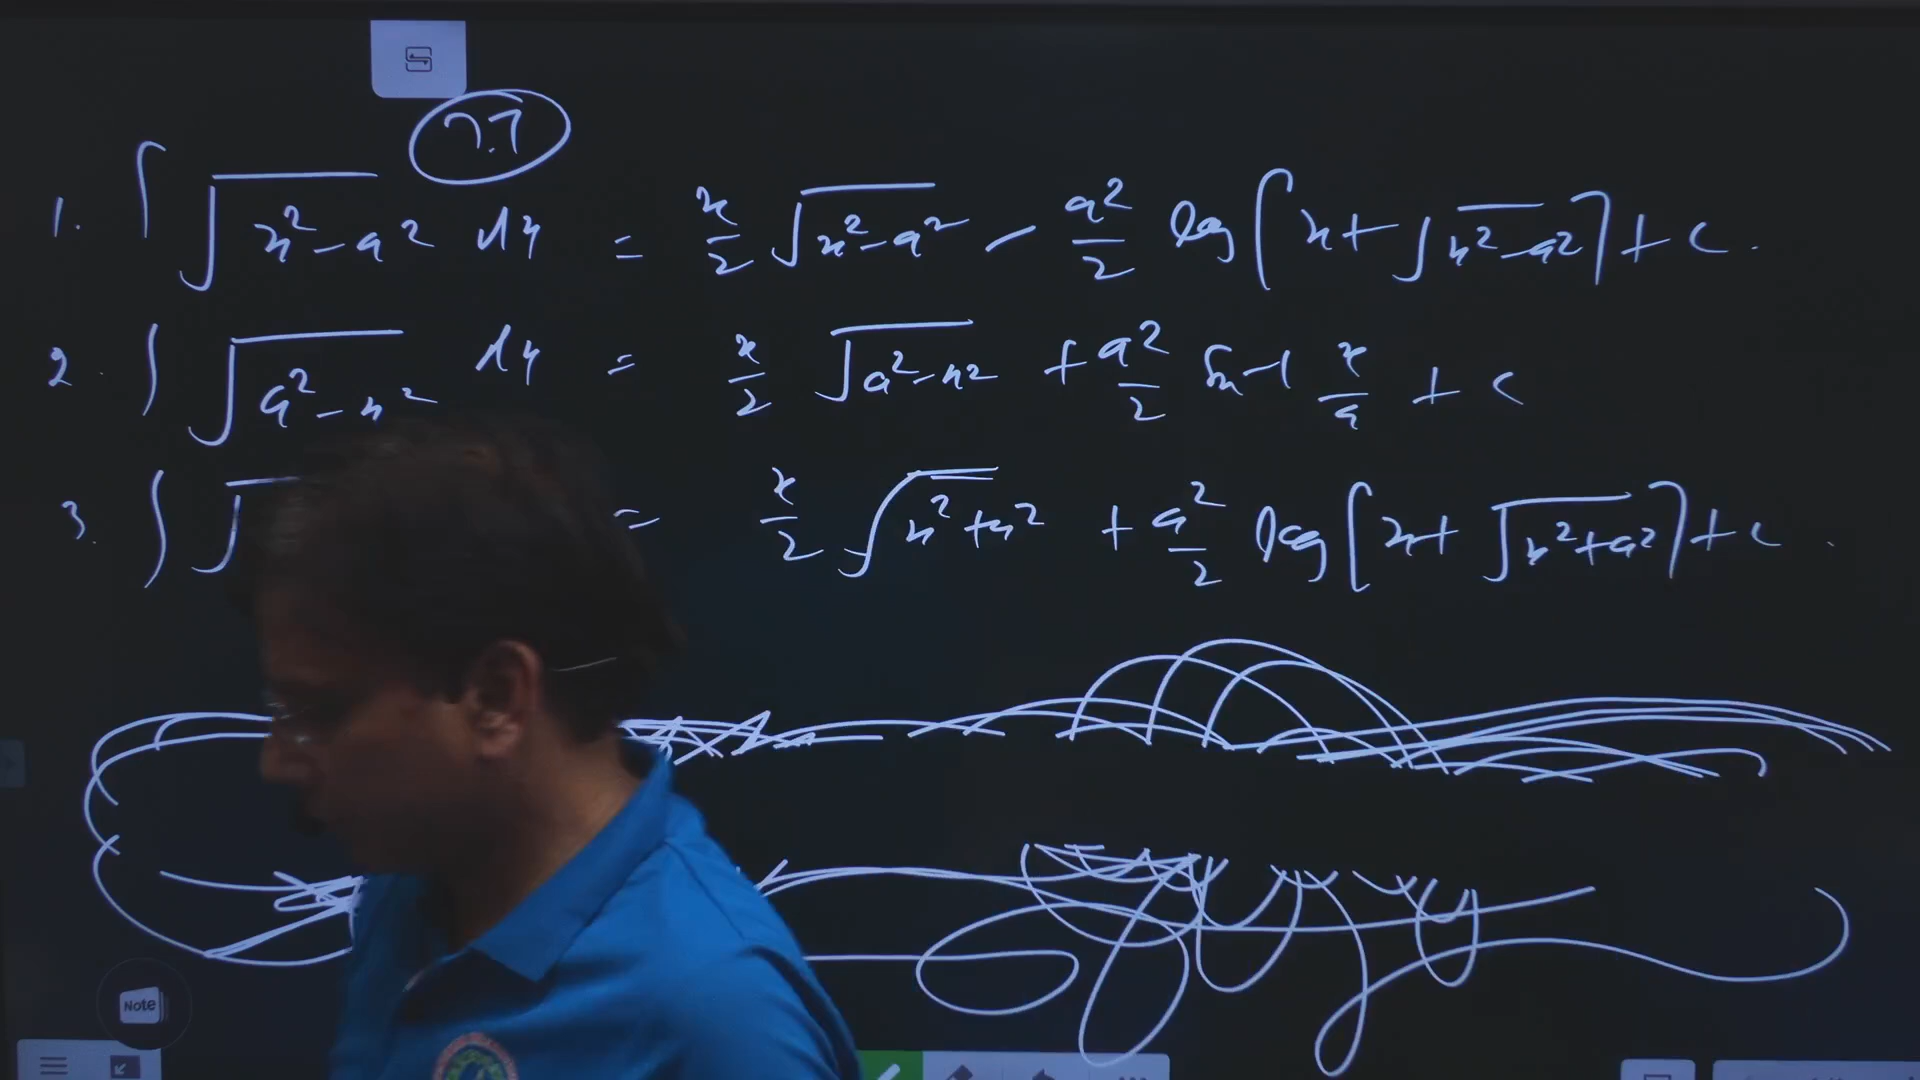 7.7
1. ∫ √(x²-a²) dx = x/2 √(x²-a²) - a²/2 log[x+√(x²-a²)]+c.
2. ∫ √(a²-x²) dx = x/2 √(a²-x²) + a²/2 sin-1 x/a + c
3. ∫ √ = x/2 √(x²+a²) + a²/2 log[x+√(x²+a²)]+c.
Note